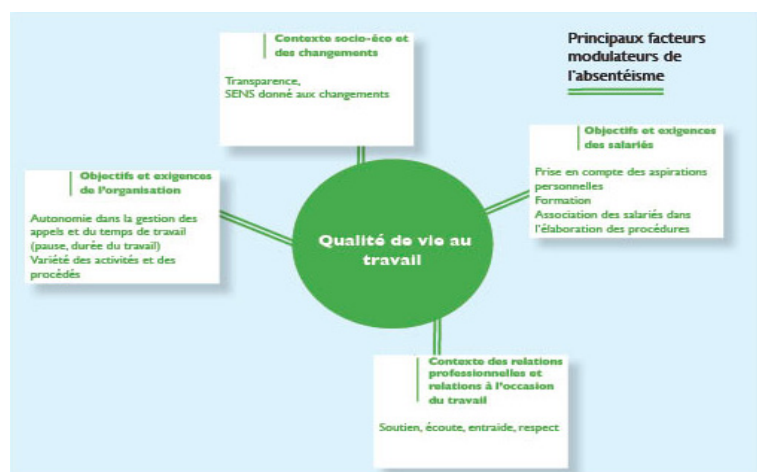 Contexte socio-éco et
des changements
Transparence,
SENS donné aux changements
Principaux facteurs
modulateurs de
l'absentéisme
Objectifs et exigences
des salariés
Prise en compte des aspirations
personnelles
Formation
Association des salariés dans
l'élaboration des procédures
Objectifs et exigences
de l'organisation
Autonomie dans la gestion des
appels et du temps de travail
(pause, durée du travail)
Variété des activités et des
procédés
Qualité de vie au
travail
Contexte des relations
professionnelles et
relations à l'occasion
du travail
Soutien, écoute, entraide, respect